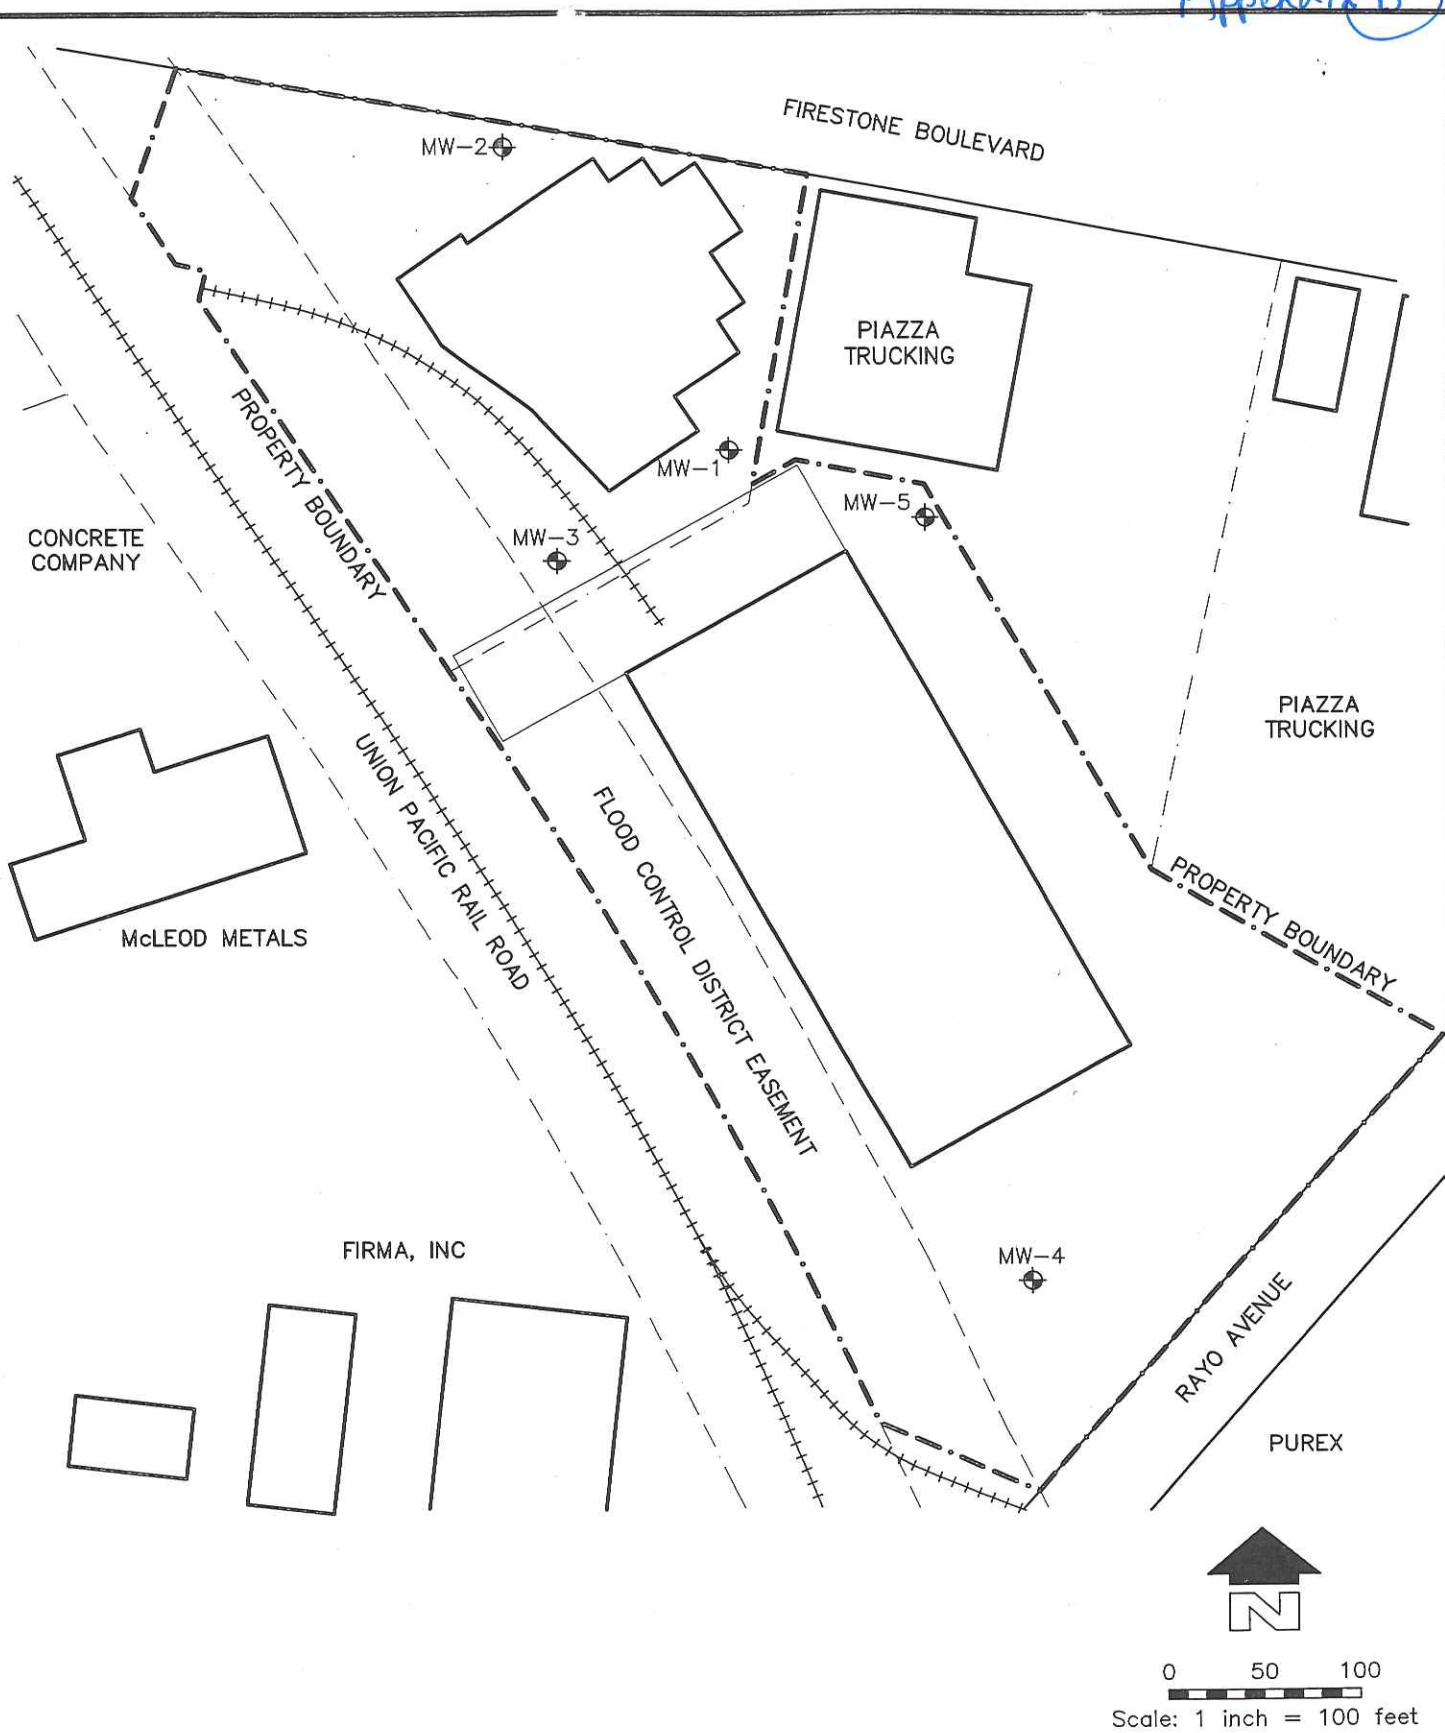 Appendix B
FIRESTONE BOULEVARD
MW-2
PIAZZA
TRUCKING
PROPERTY BOUNDARY
MW-1
MW-5
CONCRETE
COMPANY
MW-3
PIAZZA
TRUCKING
UNION PACIFIC RAIL ROAD
FLOOD CONTROL DISTRICT EASEMENT
PROPERTY BOUNDARY
McLEOD METALS
FIRMA, INC
MW-4
RAYO AVENUE
PUREX
N
0 50 100
Scale: 1 inch = 100 feet